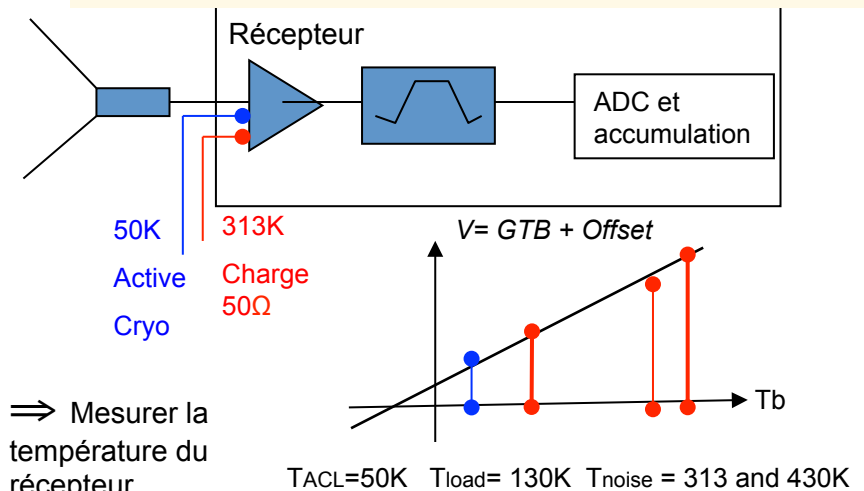 Récepteur
ADC et
accumulation
50K
Active
Cryo
313K
Charge
50Ω
V= GTB + Offset
Tb
⇒ Mesurer la
température du
récepteur
TACL=50K Tload= 130K Tnoise = 313 and 430K